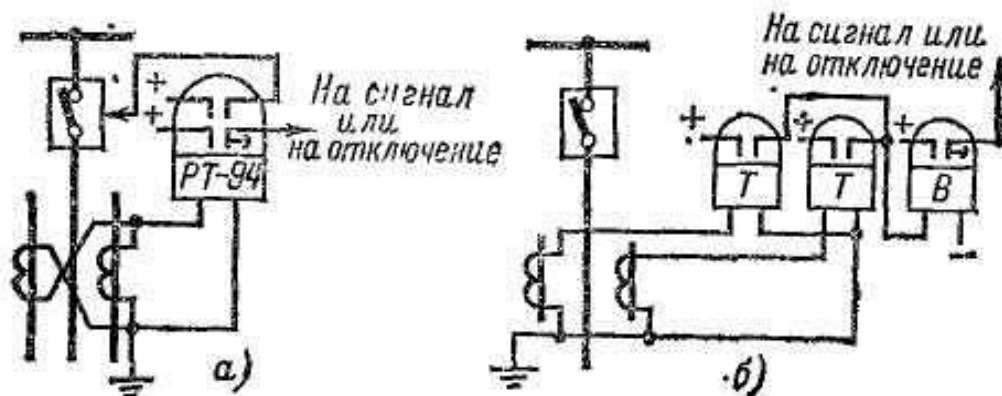 На сигнал
или
на отключение
+
+
РТ-94
а)
На сигнал или
на отключение
+
+
+
Т
Т
В
б)